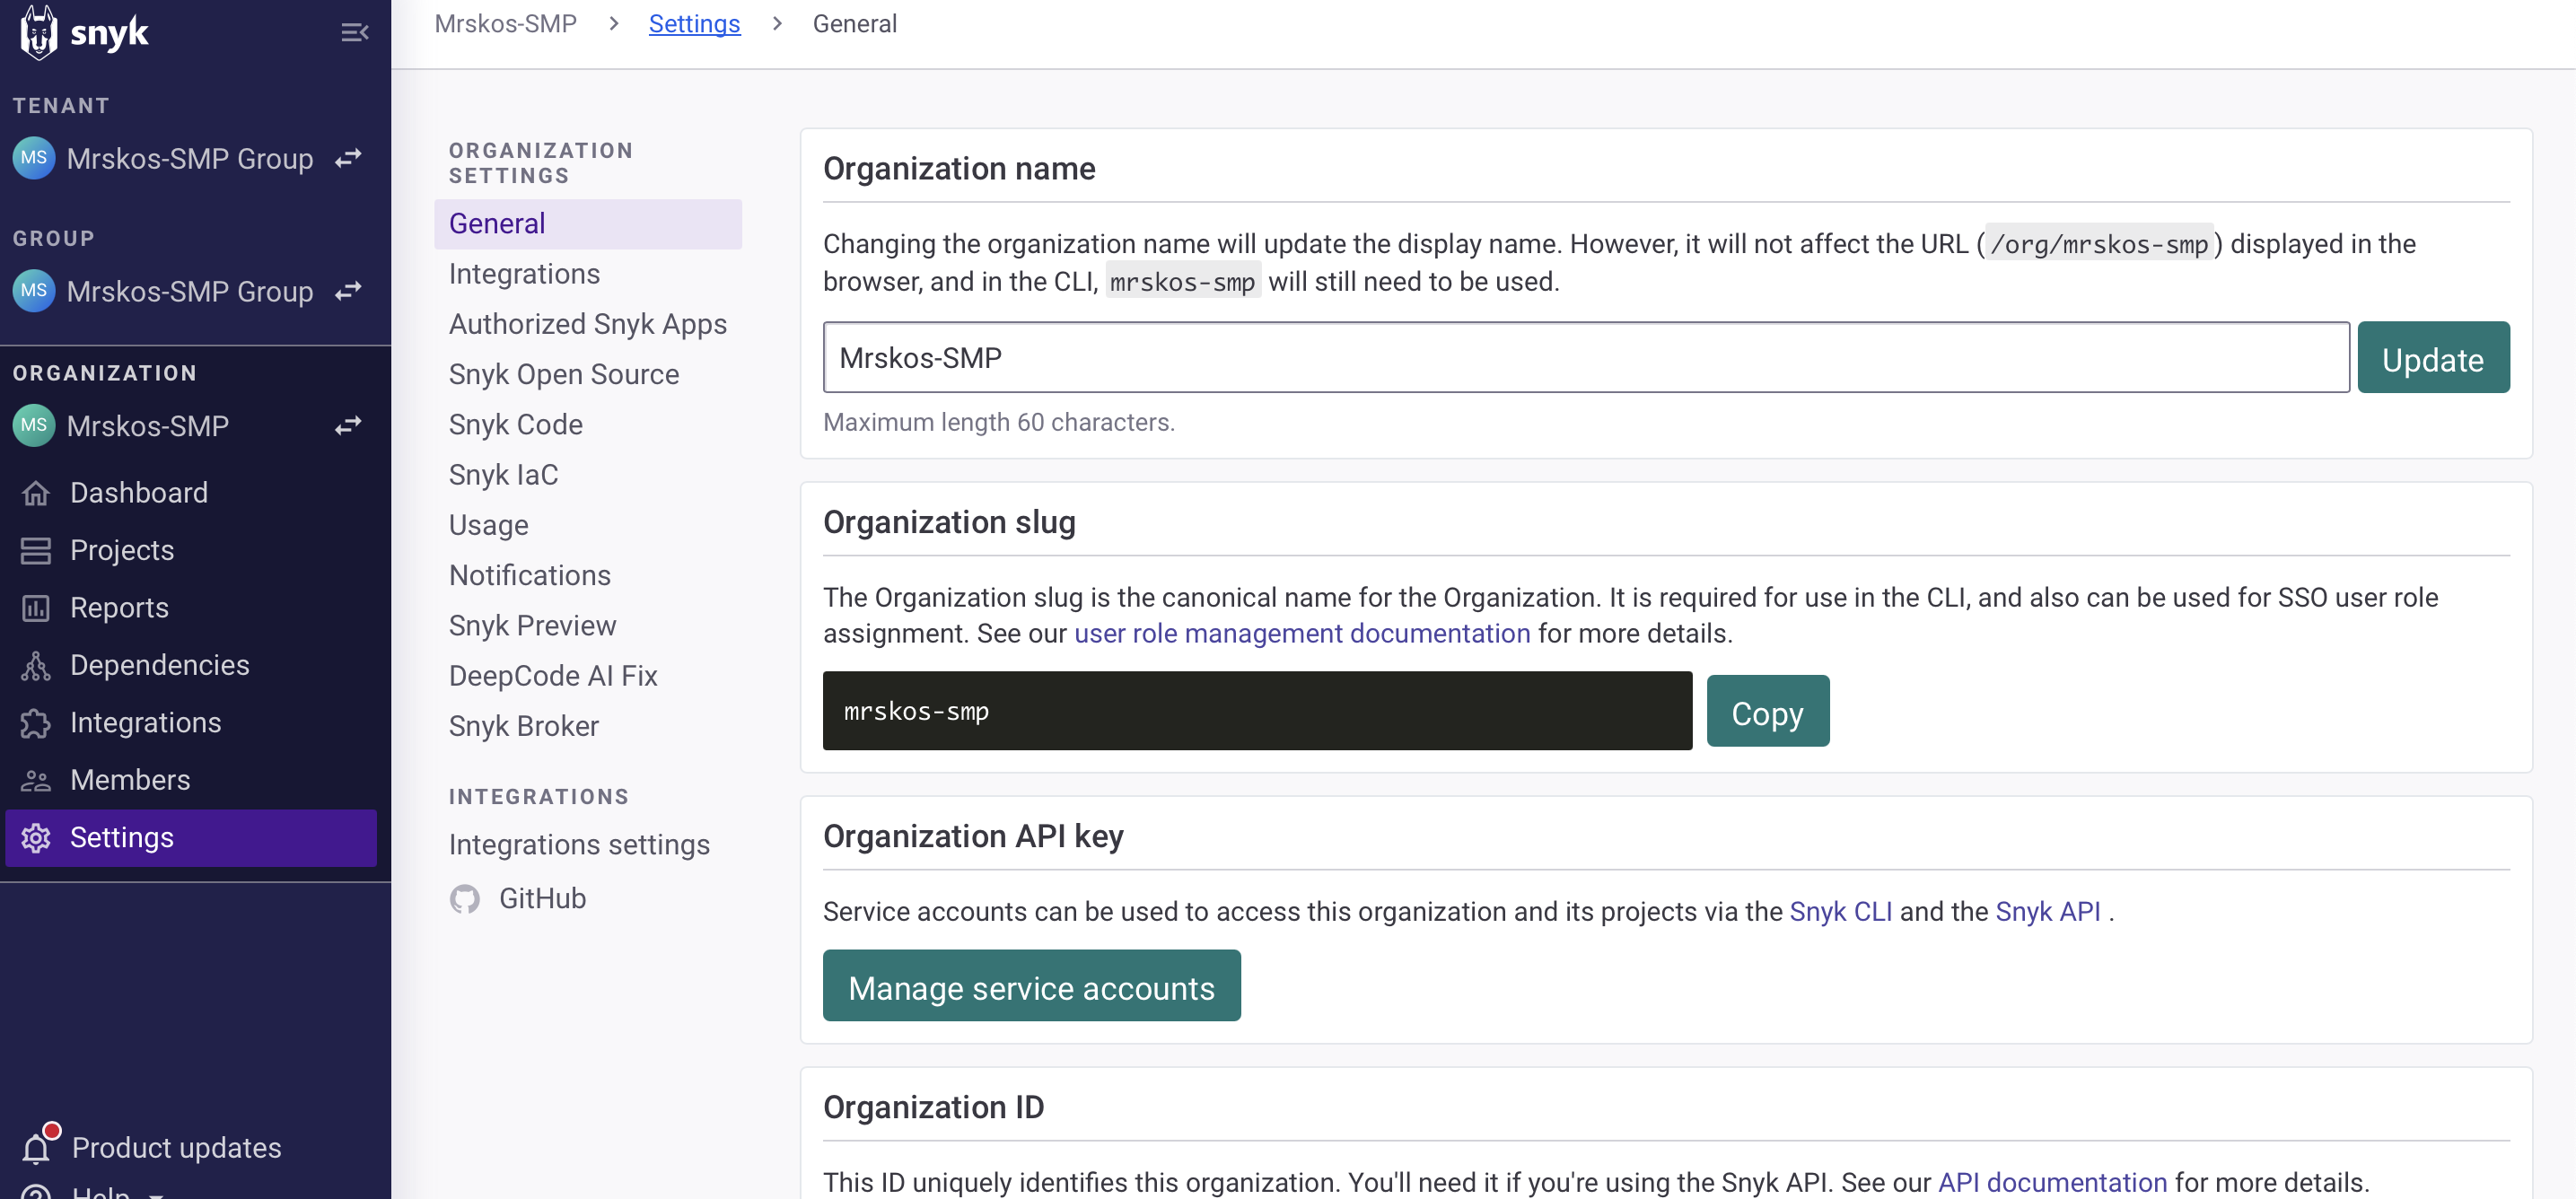 snyk
TENANT
MS Mrskos-SMP Group
GROUP
MS Mrskos-SMP Group
ORGANIZATION
MS Mrskos-SMP
Dashboard
Projects
Reports
Dependencies
Integrations
Members
Settings
Product updates
Help
Mrskos-SMP > Settings > General
ORGANIZATION
SETTINGS
General
Integrations
Authorized Snyk Apps
Snyk Open Source
Snyk Code
Snyk IaC
Usage
Notifications
Snyk Preview
DeepCode AI Fix
Snyk Broker
INTEGRATIONS
Integrations settings
GitHub
Organization name
Changing the organization name will update the display name. However, it will not affect the URL (/org/mrskos-smp) displayed in the
browser, and in the CLI, mrskos-smp will still need to be used.
Mrskos-SMP
Update
Maximum length 60 characters.
Organization slug
The Organization slug is the canonical name for the Organization. It is required for use in the CLI, and also can be used for SSO user role
assignment. See our user role management documentation for more details.
mrskos-smp
Copy
Organization API key
Service accounts can be used to access this organization and its projects via the Snyk CLI and the Snyk API .
Manage service accounts
Organization ID
This ID uniquely identifies this organization. You'll need it if you're using the Snyk API. See our API documentation for more details.